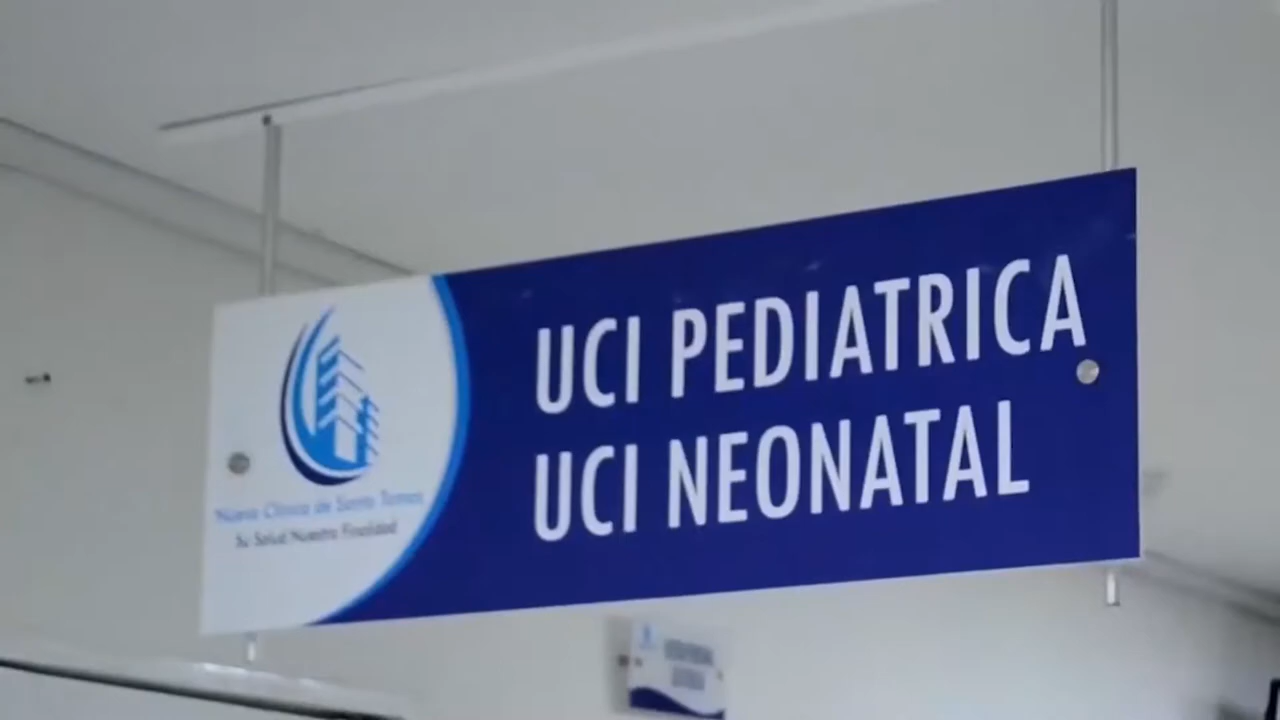 UCI PEDIATRICA
UCI NEONATAL
Nueva Clínica de Santo Tomas
Su Salud Nuestra Finalidad